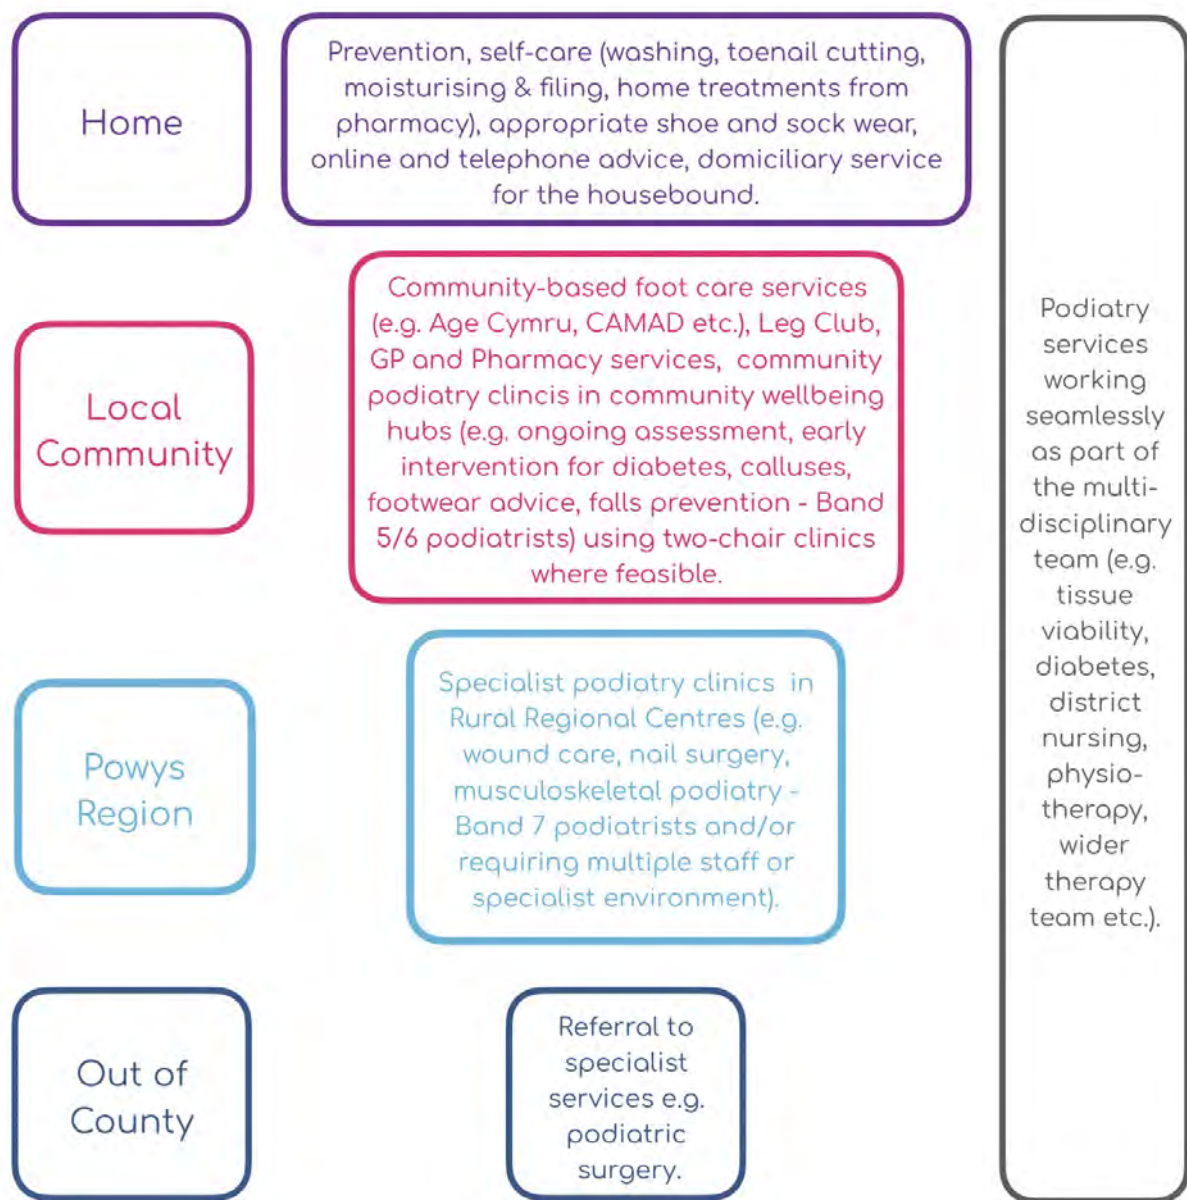 Home
Prevention, self-care (washing, toenail cutting,
moisturising & filing, home treatments from
pharmacy), appropriate shoe and sock wear,
online and telephone advice, domiciliary service
for the housebound.
Local
Community
Community-based foot care services
(e.g. Age Cymru, CAMAD etc.), Leg Club,
GP and Pharmacy services, community
podiatry clincis in community wellbeing
hubs (e.g. ongoing assessment, early
intervention for diabetes, calluses,
footwear advice, falls prevention - Band
5/6 podiatrists) using two-chair clinics
where feasible.
Powys
Region
Specialist podiatry clinics in
Rural Regional Centres (e.g.
wound care, nail surgery,
musculoskeletal podiatry -
Band 7 podiatrists and/or
requiring multiple staff or
specialist environment).
Out of
County
Referral to
specialist
services e.g.
podiatric
surgery.
Podiatry
services
working
seamlessly
as part of
the multi-
disciplinary
team (e.g.
tissue
viability,
diabetes,
district
nursing,
physio-
therapy,
wider
therapy
team etc.).